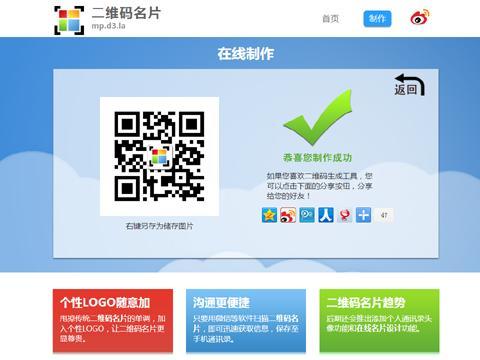 二维码名片
mp.d3.la
首页 制作
在线制作
返回
恭喜您制作成功
如果您喜欢二维码生成工具，您
可以点击下面的分享按钮，分享
给您的好友！
47
右键另存为储存图片
个性LOGO随意加
甩掉传统二维码名片的单调，加
入个性LOGO，让二维码名片更
显尊贵。
沟通更便捷
只要用微信等软件扫描二维码名
片，即可迅速获取信息，保存至
手机通讯录。
二维码名片趋势
后期还会推出添加个人通讯录头
像功能和在线名片设计功能。